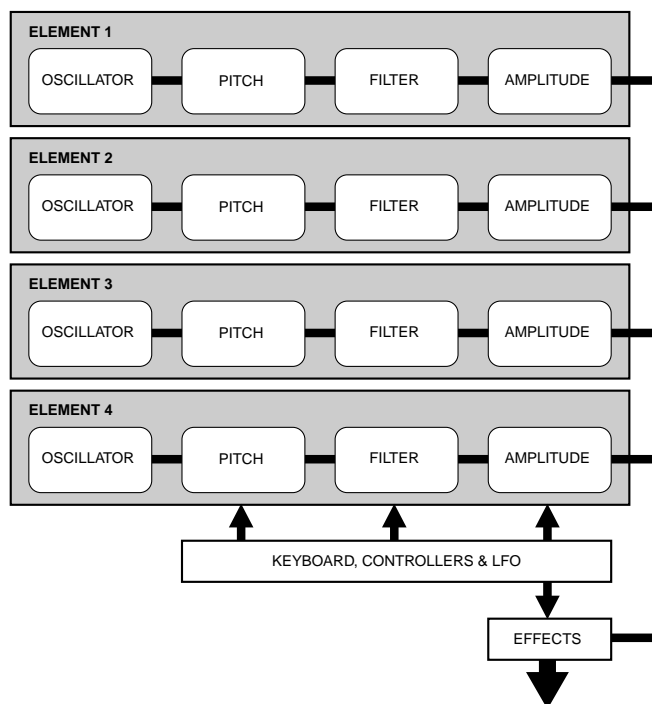 ELEMENT 1
OSCILLATOR PITCH FILTER AMPLITUDE
ELEMENT 2
OSCILLATOR PITCH FILTER AMPLITUDE
ELEMENT 3
OSCILLATOR PITCH FILTER AMPLITUDE
ELEMENT 4
OSCILLATOR PITCH FILTER AMPLITUDE
KEYBOARD, CONTROLLERS & LFO
EFFECTS